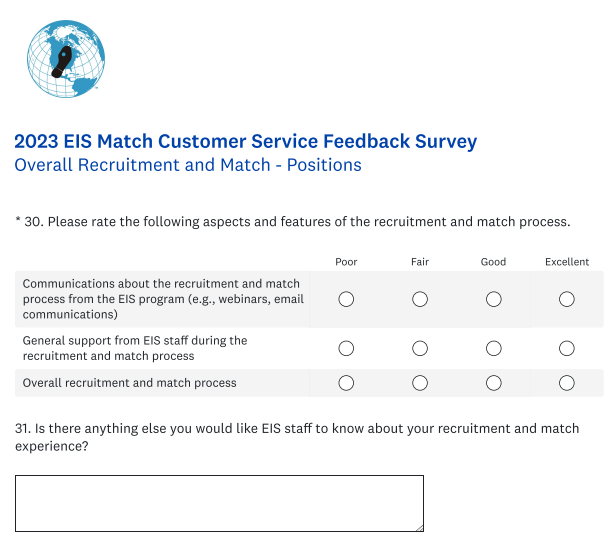 2023 EIS Match Customer Service Feedback Survey
Overall Recruitment and Match - Positions
* 30. Please rate the following aspects and features of the recruitment and match process.
Poor Fair Good Excellent
Communications about the recruitment and match
process from the EIS program (e.g., webinars, email
communications)
General support from EIS staff during the
recruitment and match process
Overall recruitment and match process
31. Is there anything else you would like EIS staff to know about your recruitment and match
experience?